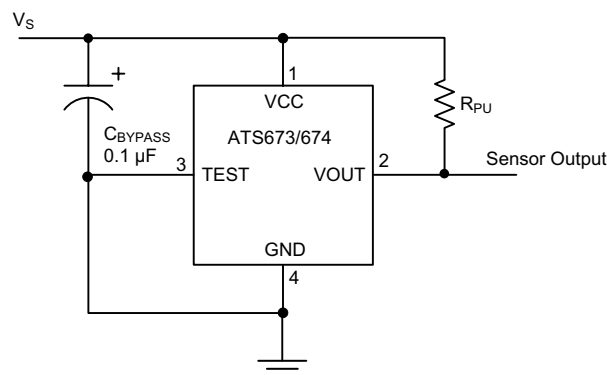 VS
+
1
VCC
RPU
CBYPASS
0.1 µF
ATS673/674
3
TEST
VOUT
2
Sensor Output
GND
4